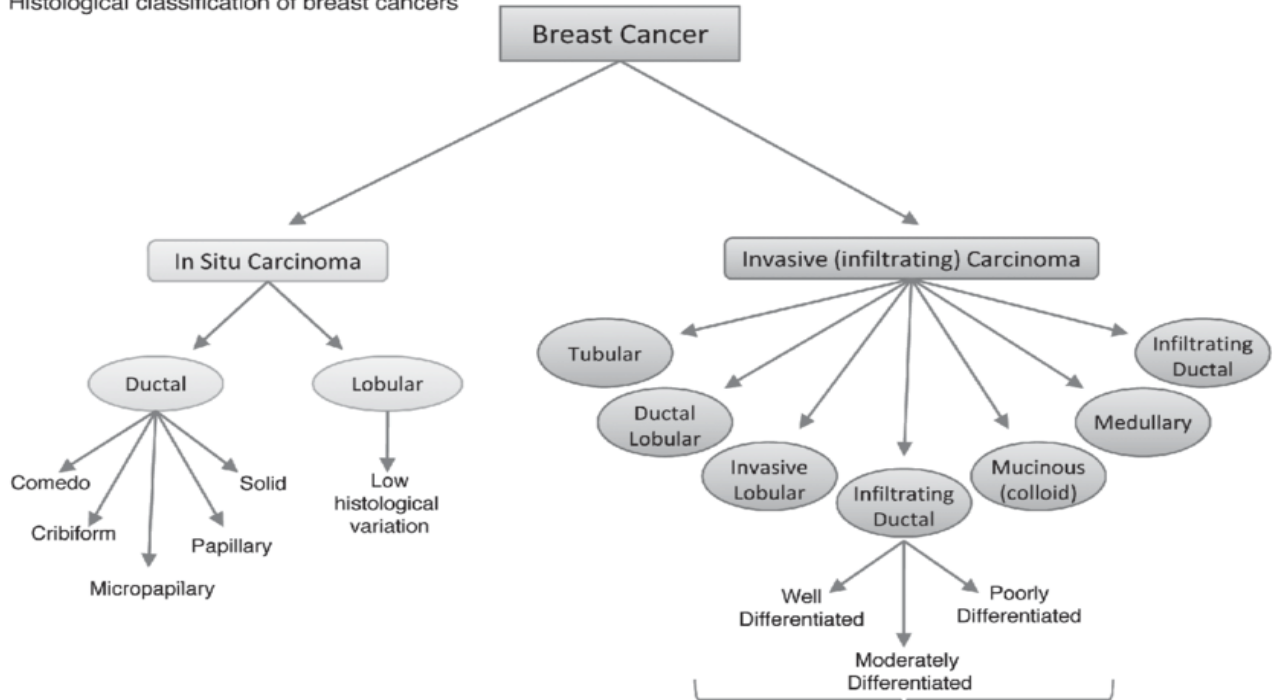 Histological classification of breast cancers
Breast Cancer
In Situ Carcinoma
Invasive (infiltrating) Carcinoma
Ductal
Lobular
Comedo
Cribiform
Micropapilary
Papillary
Solid
Low
histological
variation
Tubular
Ductal
Lobular
Invasive
Lobular
Infiltrating
Ductal
Mucinous
(colloid)
Medullary
Infiltrating
Ductal
Well
Differentiated
Moderately
Differentiated
Poorly
Differentiated